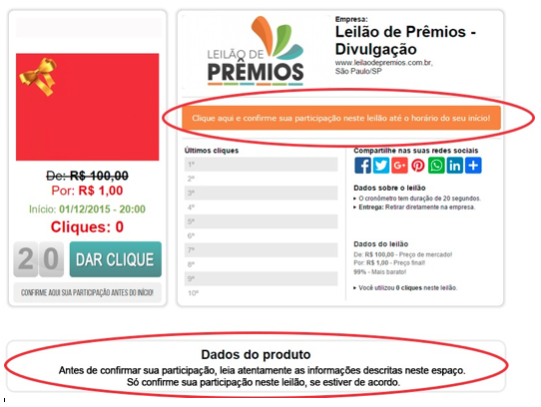 De: R$ 100,00
Por: R$ 1,00
Início: 01/12/2015 - 20:00
Cliques: 0
20 DAR CLIQUE
CONFIRME AQUI SUA PARTICIPAÇÃO ANTES DO INÍCIO!
LEILÃO DE
PRÊMIOS
Empresa:
Leilão de Prêmios -
Divulgação
www.leilaodepremios.com.br,
São Paulo/SP
Clique aqui e confirme sua participação neste leilão até o horário do seu início!
Últimos cliques
1º
2º
3º
4º
5º
6º
7º
8º
9º
10º
Compartilhe nas suas redes sociais
Dados sobre o leilão
O cronômetro tem duração de 20 segundos.
Entrega: Retirar diretamente na empresa.
Dados do leilão
De: R$ 100,00 - Preço de mercado!
Por: R$ 1,00 - Preço final!
99% - Mais barato!
Você utilizou 0 cliques neste leilão.
Dados do produto
Antes de confirmar sua participação, leia atentamente as informações descritas neste espaço.
Só confirme sua participação neste leilão, se estiver de acordo.